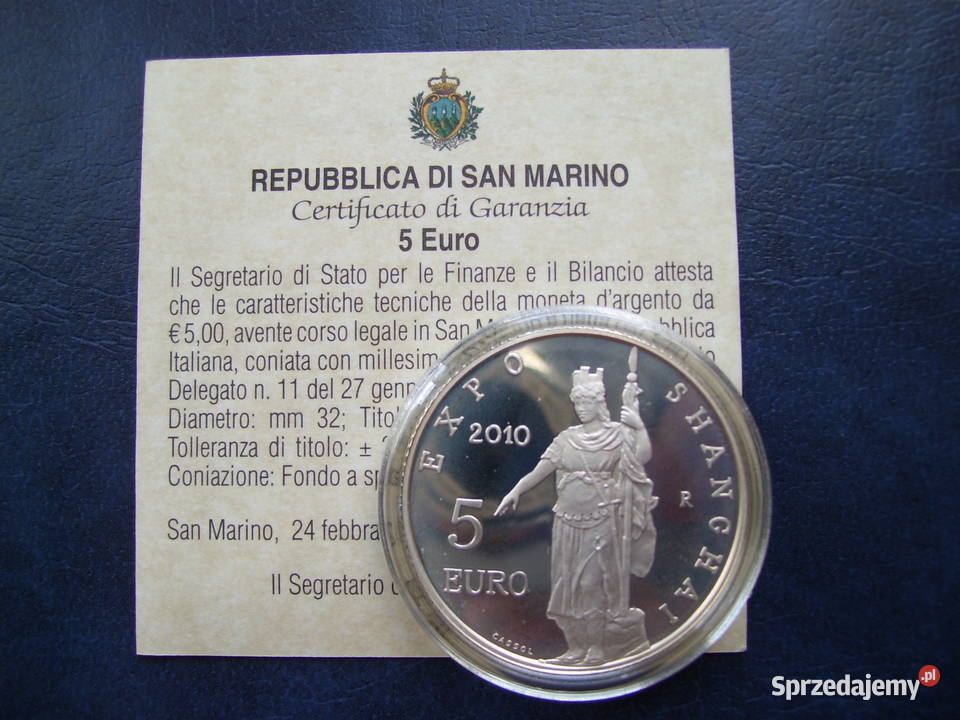 REPUBBLICA DI SAN MARINO
Certificato di Garanzia
5 Euro
Il Segretario di Stato per le Finanze e il Bilancio attesta
che le caratteristiche tecniche della moneta d'argento da
€ 5,00, avente corso legale in San
Italiana, coniata con
Delegato n. 11 del 27
Diametro: mm 32;
Tolleranza di titolo: ±
Coniazione: Fondo a
San Marino, 24
Il Segretario
EXPO SHANGHAI
2010
5
EURO
R
CASSOL
Sprzedajemy.pl